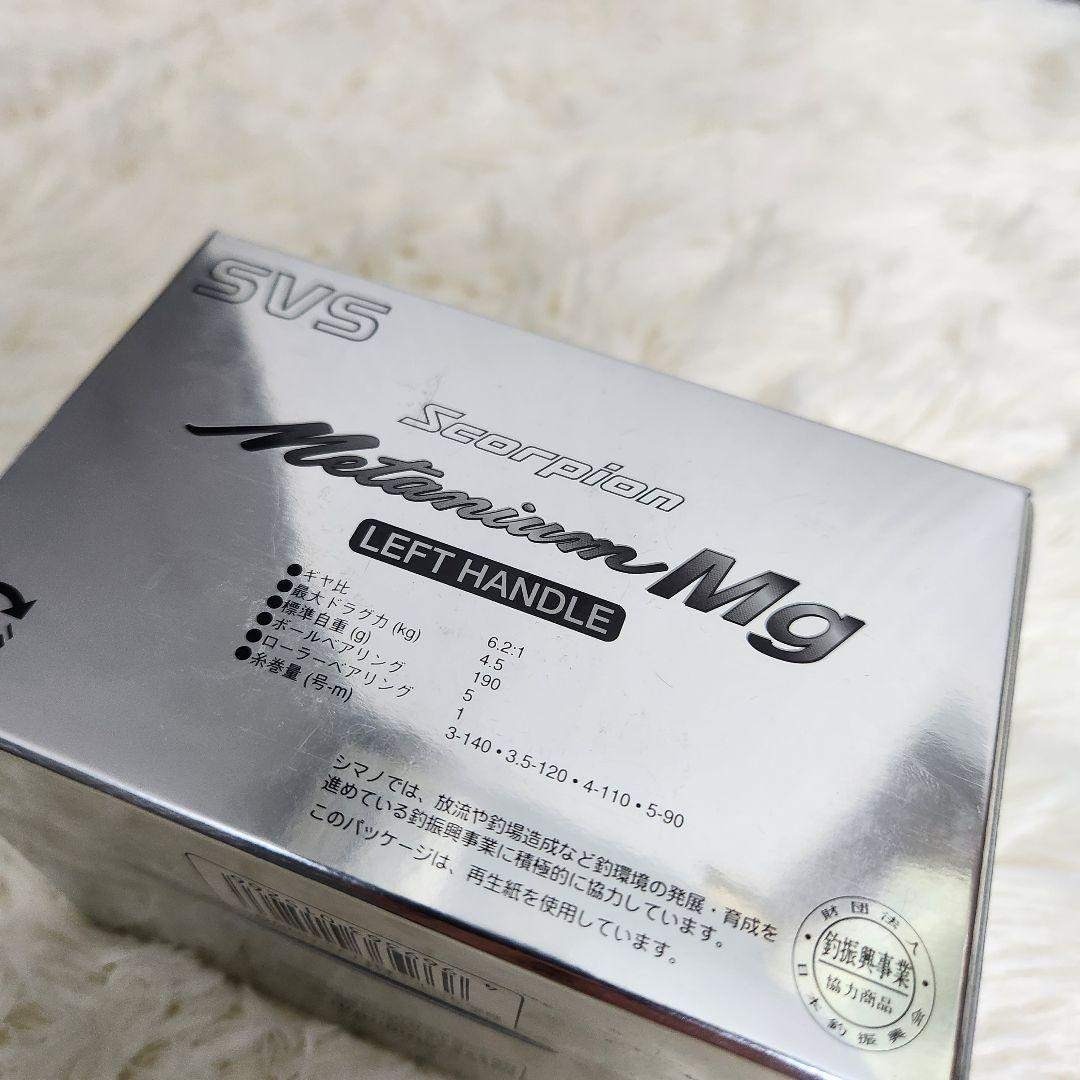 SVS
Scorpion
Metanium Mg
LEFT HANDLE
●ギヤ比 6.2:1
●最大ドラグ力 (kg) 4.5
●標準自重 (g) 190
●ボールベアリング 5
●ローラーベアリング 1
●糸巻量 (号-m) 3-140・3.5-120・4-110・5-90
シマノでは、放流や釣場造成など釣環境の発展・育成を
進めている釣振興事業に積極的に協力しています。
このパッケージは、再生紙を使用しています。
財団法人
釣振興事業
協力商品
日本釣振興会